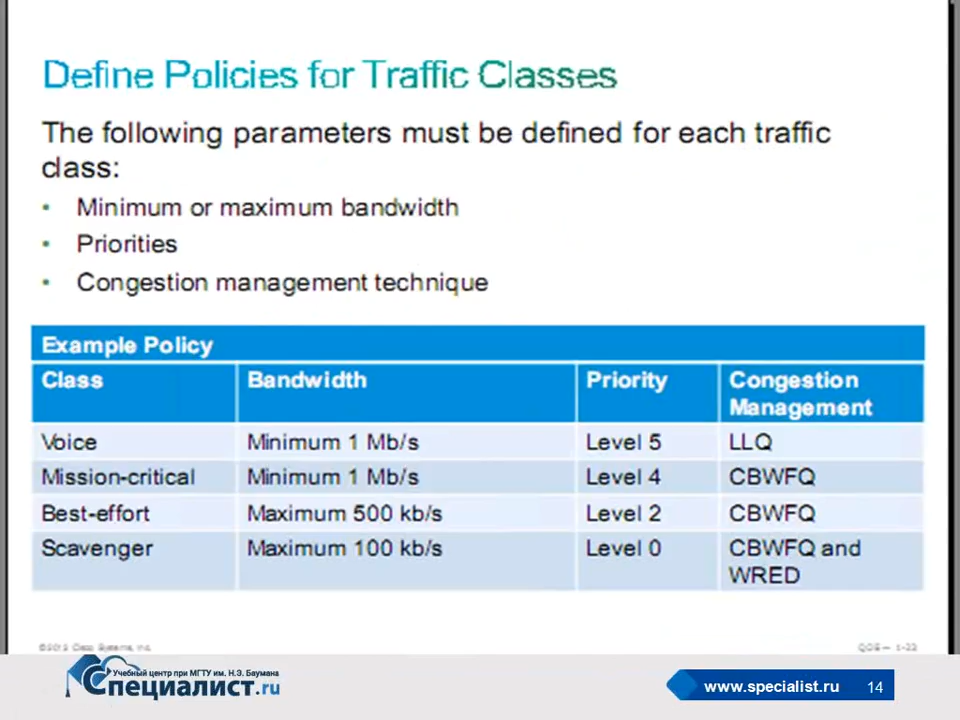 Define Policies for Traffic Classes
The following parameters must be defined for each traffic
class:
• Minimum or maximum bandwidth
• Priorities
• Congestion management technique
Example Policy
Class Bandwidth Priority Congestion
Management
Voice Minimum 1 Mb/s Level 5 LLQ
Mission-critical Minimum 1 Mb/s Level 4 CBWFQ
Best-effort Maximum 500 kb/s Level 2 CBWFQ
Scavenger Maximum 100 kb/s Level 0 CBWFQ and
WRED
Cisco Systems, Inc.
Учебный центр при МГТУ им. Н.Э. Баумана
Специалист.ru
www.specialist.ru 14